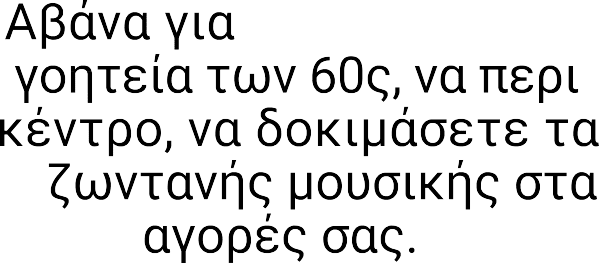 Αβάνα για
γοητεία των 60ς, να περι
κέντρο, να δοκιμάσετε τα
ζωντανής μουσικής στα
αγορές σας.